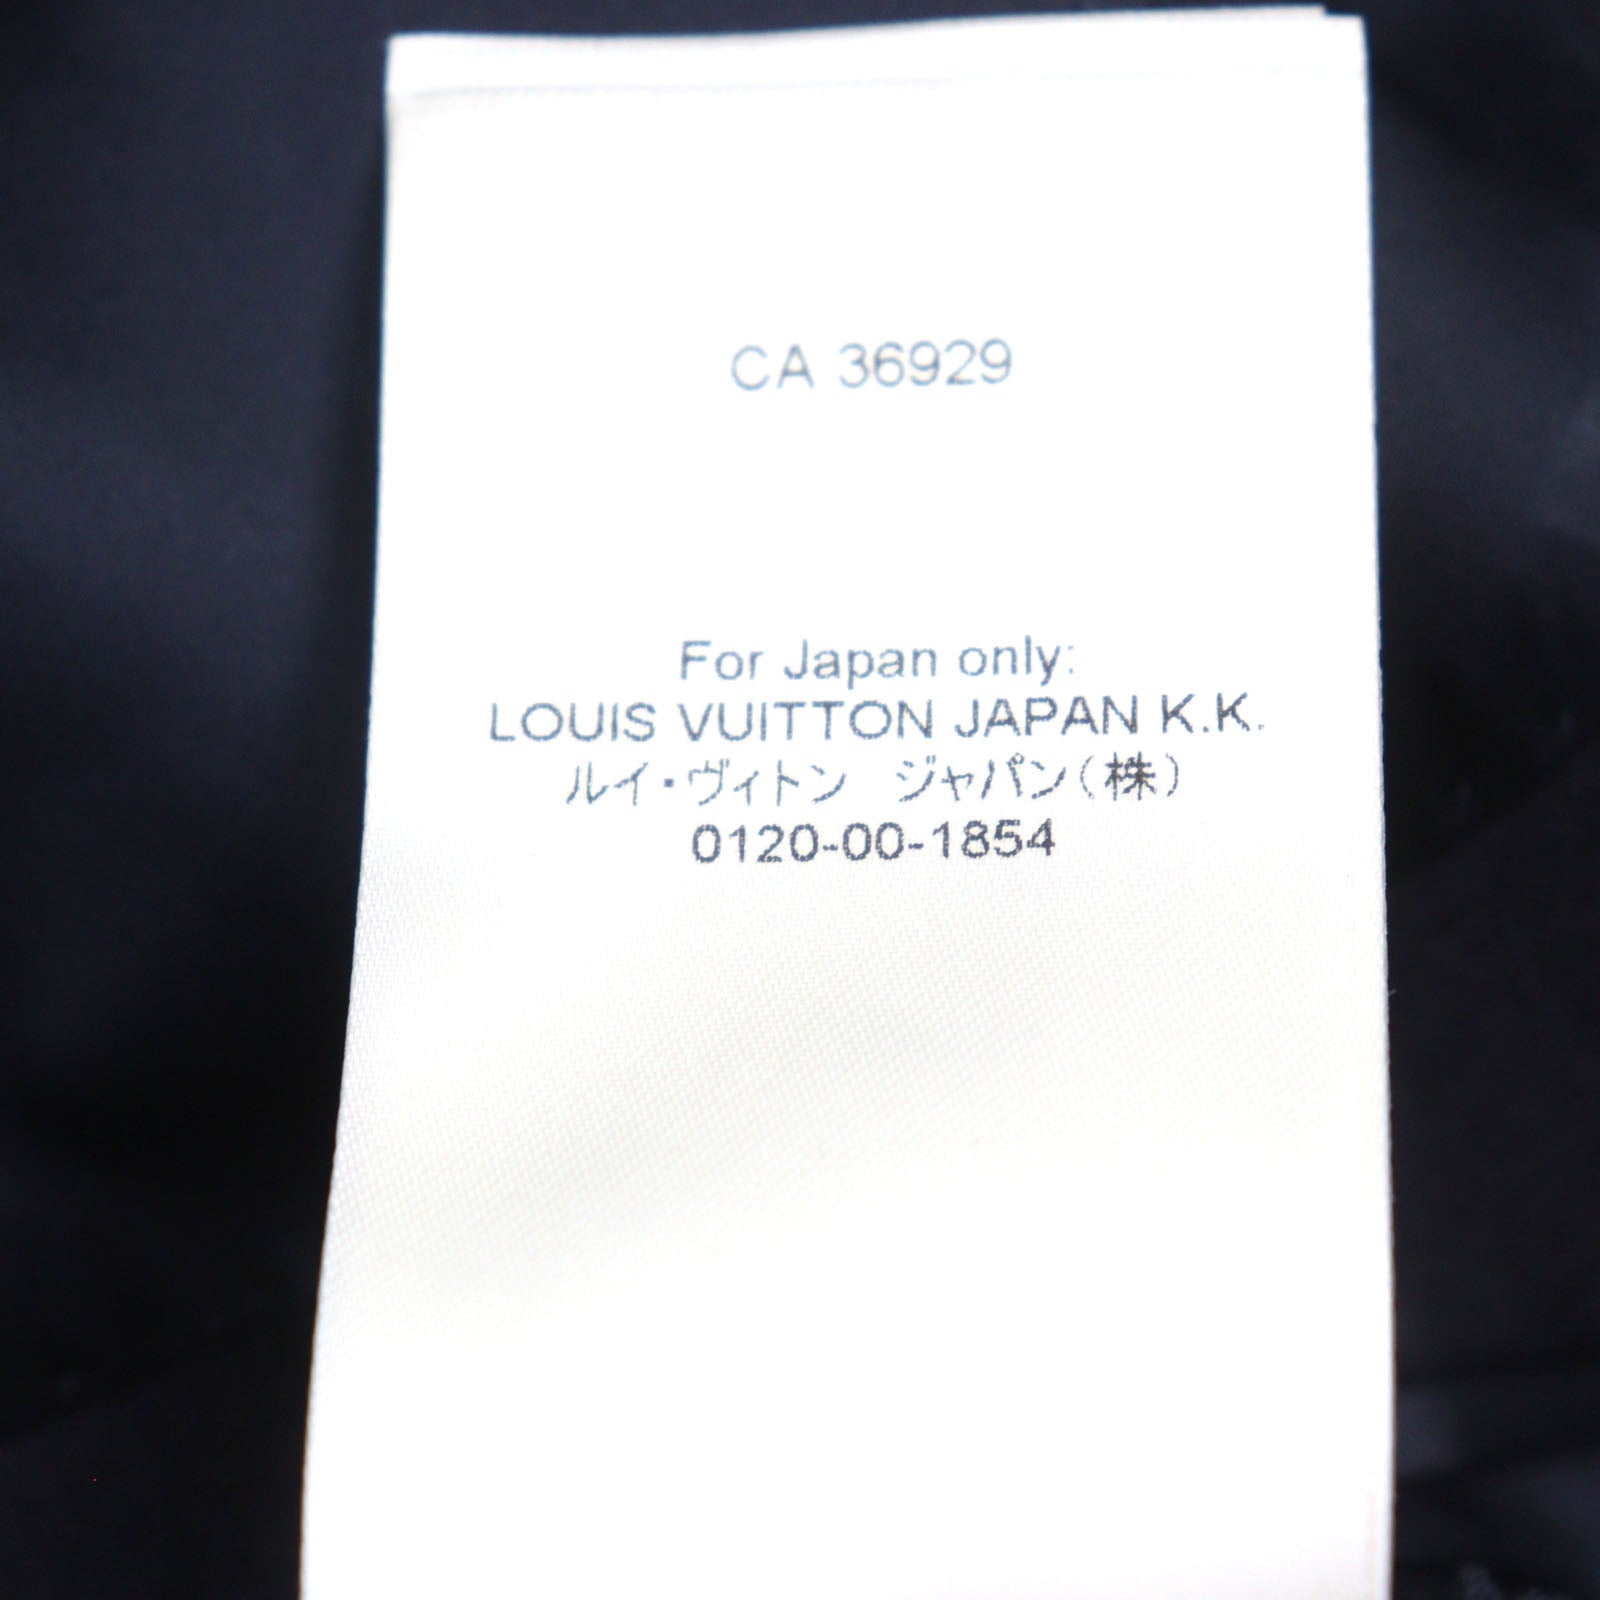 CA 36929
For Japan only:
LOUIS VUITTON JAPAN K.K.
ルイ・ヴィトン　ジャパン(株)
0120-00-1854